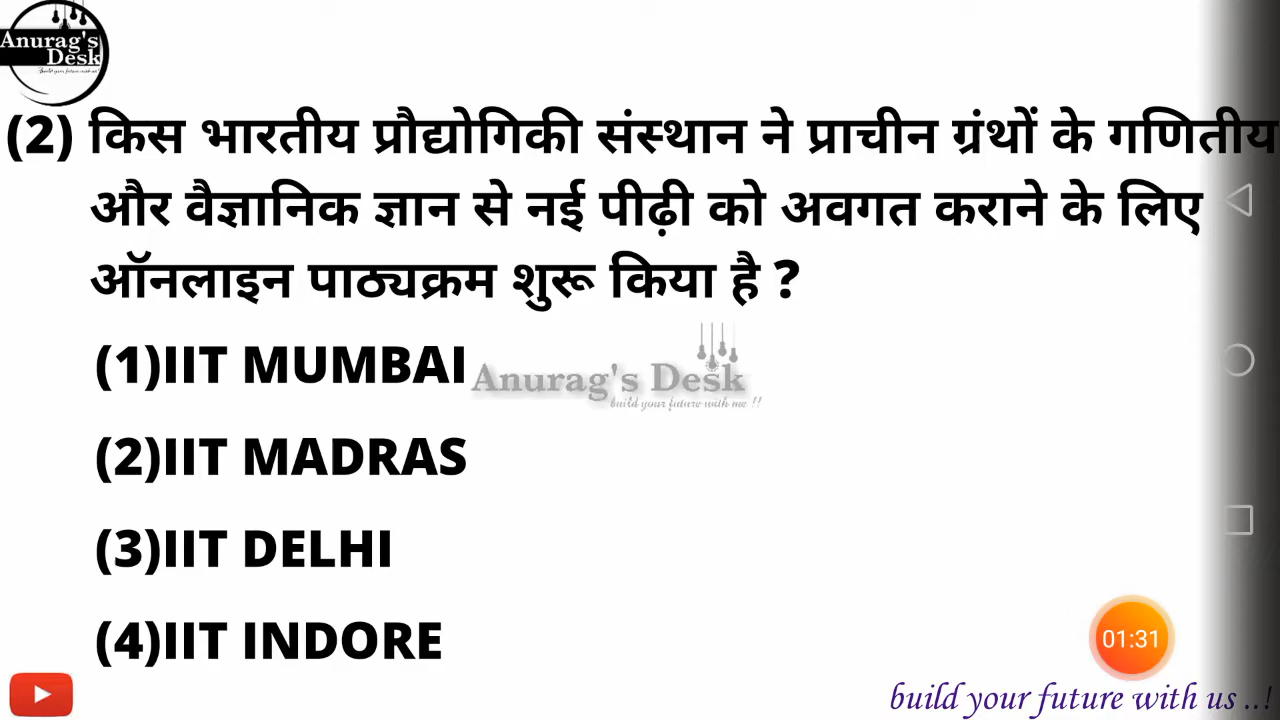 Anurag's
Desk
(2) किस भारतीय प्रौद्योगिकी संस्थान ने प्राचीन ग्रंथों के गणितीय
और वैज्ञानिक ज्ञान से नई पीढ़ी को अवगत कराने के लिए
ऑनलाइन पाठ्यक्रम शुरू किया है ?
(1)IIT MUMBAI
Anurag's Desk
build your future with me !!
(2)IIT MADRAS
(3)IIT DELHI
(4)IIT INDORE
01:31
build your future with us ..!